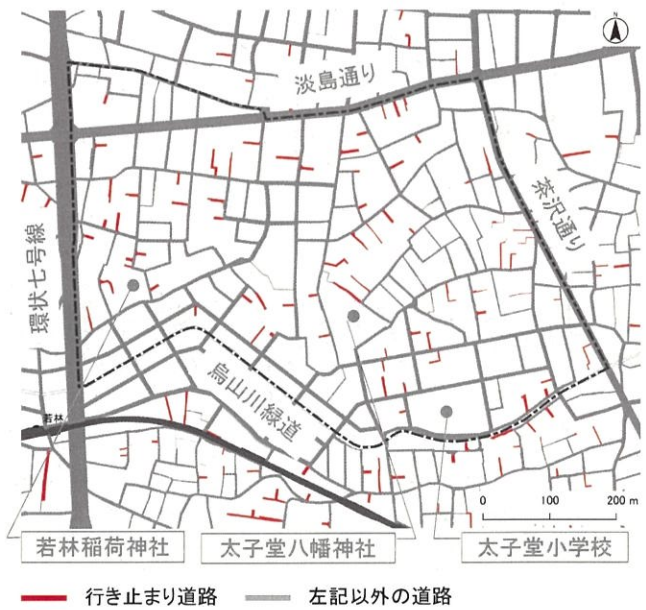 N
淡島通り
茶沢通り
環状七号線
烏山川緑道
若林
0 100 200 m
若林稲荷神社
太子堂八幡神社
太子堂小学校
行き止まり道路
左記以外の道路